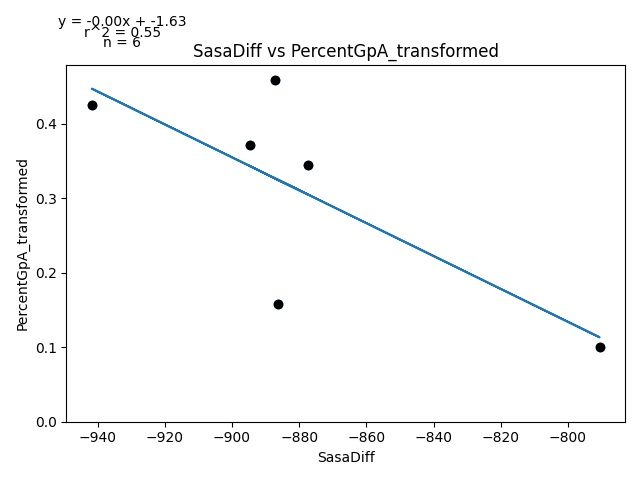 y = -0.00x + -1.63
r^2 = 0.55
n = 6
SasaDiff vs PercentGpA_transformed
PercentGpA_transformed
0.4
0.3
0.2
0.1
0.0
−940
−920
−900
−880
−860
−840
−820
−800
SasaDiff